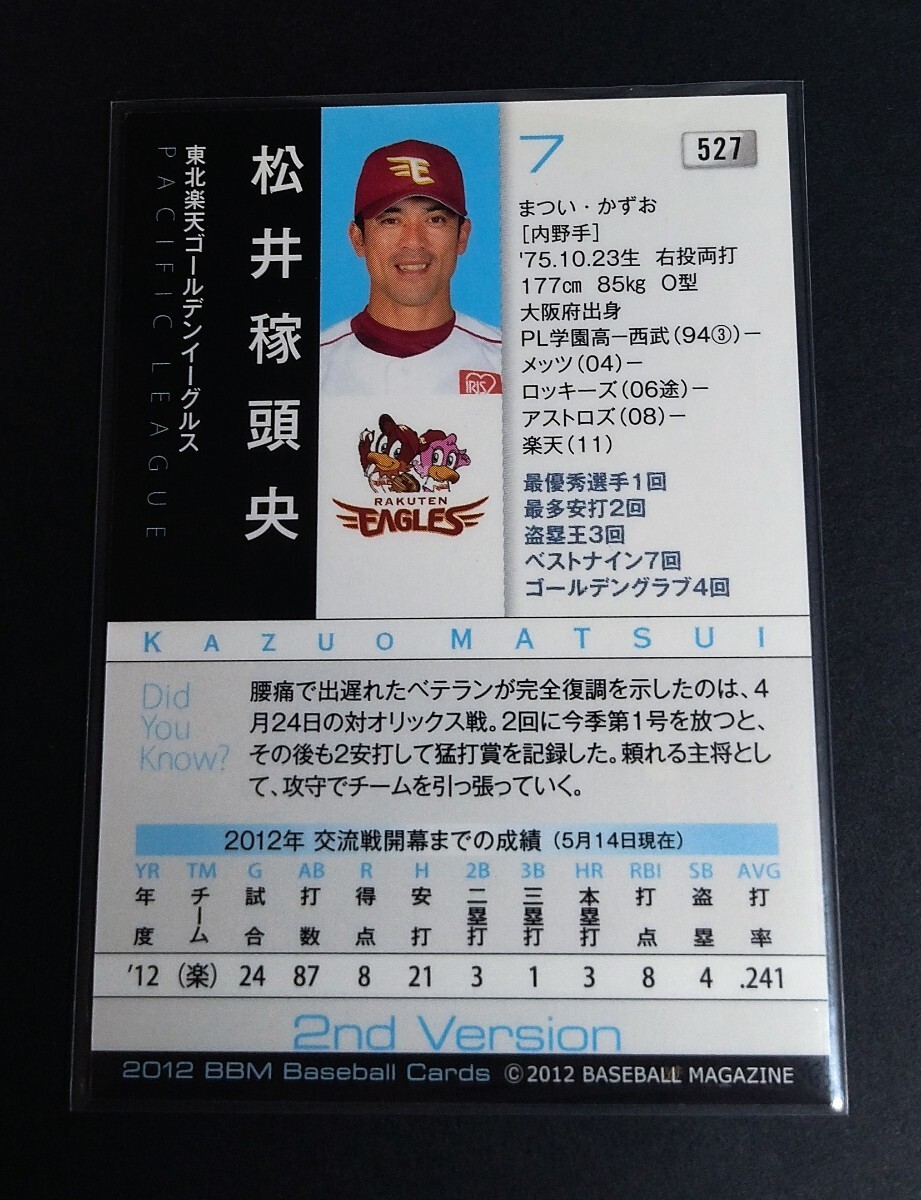 松井稼頭央
東北楽天ゴールデンイーグルス
PACIFIC LEAGUE
IRIS
RAKUTEN
EAGLES
7
527
まつい・かずお
[内野手]
'75.10.23生 右投両打
177㎝ 85㎏ O型
大阪府出身
PL学園高−西武(94③)−
メッツ(04)−
ロッキーズ(06途)−
アストロズ(08)−
楽天(11)
最優秀選手1回
最多安打2回
盗塁王3回
ベストナイン7回
ゴールデングラブ4回
KAZUO MATSUI
Did
You
Know?
腰痛で出遅れたベテランが完全復調を示したのは、4
月24日の対オリックス戦。2回に今季第1号を放つと、
その後も2安打して猛打賞を記録した。頼れる主将とし
て、攻守でチームを引っ張っていく。
2012年 交流戦開幕までの成績(5月14日現在)
YR TM G AB R H 2B 3B HR RBI SB AVG
年度 チーム 試合 打数 得点 安打 二塁打 三塁打 本塁打 打点 盗塁 打率
'12 (楽) 24 87 8 21 3 1 3 8 4 .241
2nd Version
2012 BBM Baseball Cards ©2012 BASEBALL MAGAZINE